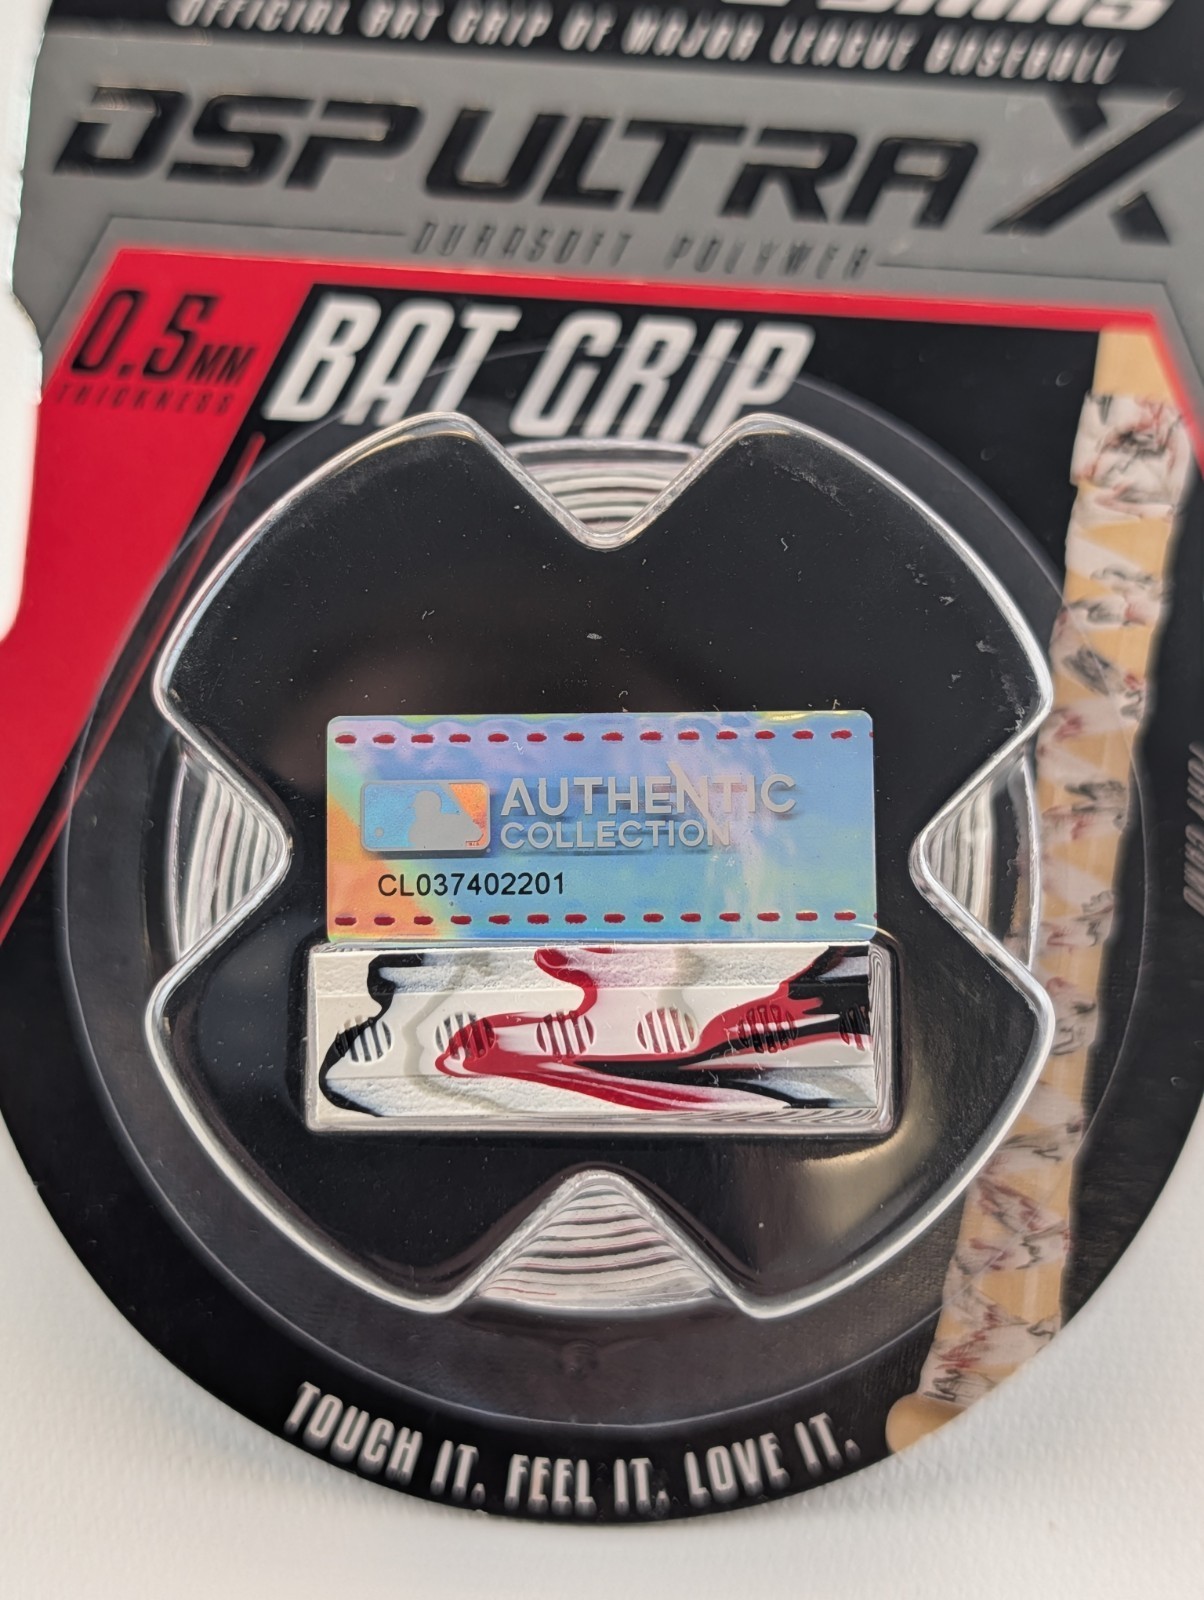 OFFICIAL BAT GRIP OF MAJOR LEAGUE BASEBALL
DSP ULTRA X
DURASOFT POLYMER
0.5MM
THICKNESS
BAT GRIP
AUTHENTIC
COLLECTION
CL037402201
TOUCH IT. FEEL IT. LOVE IT.